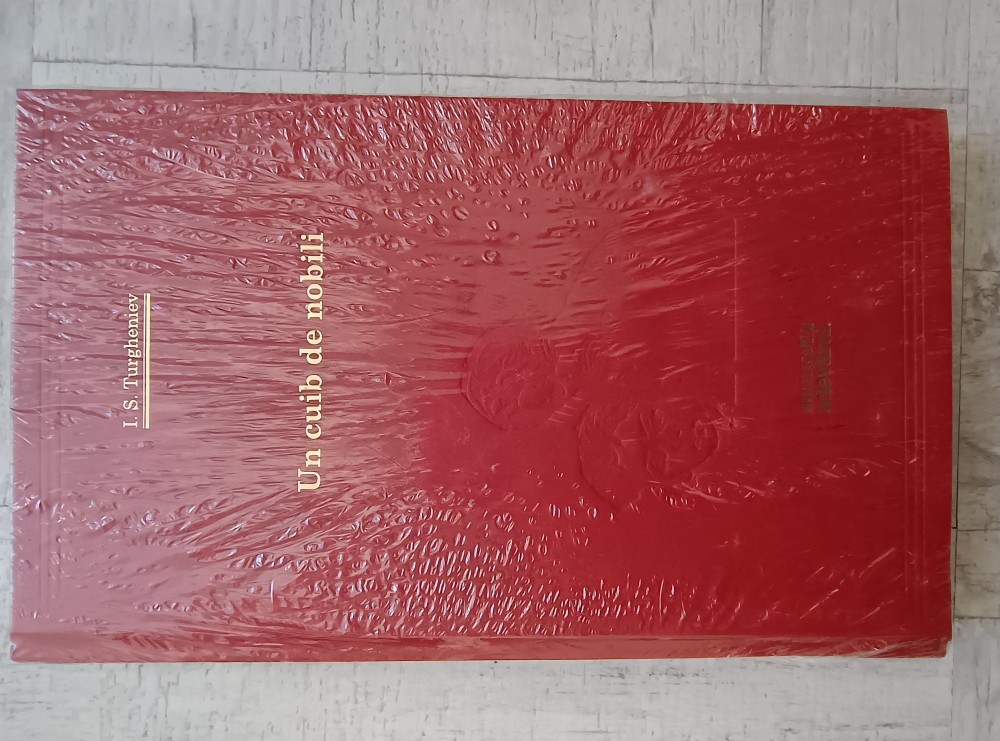 I. S. Turgheniev
Un cuib de nobili